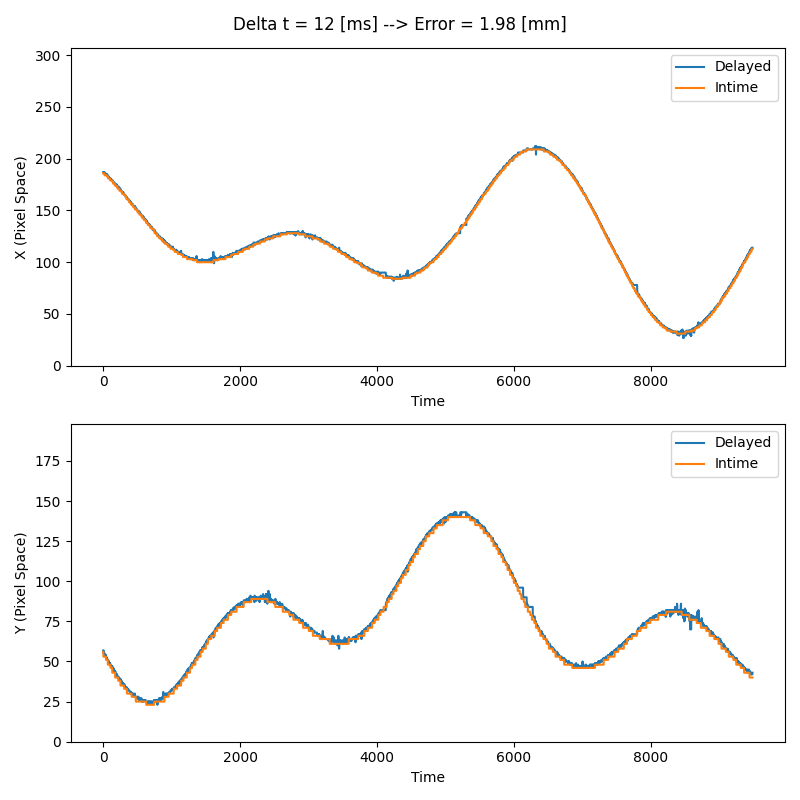 Delta t = 12 [ms] --> Error = 1.98 [mm]
300
250
200
150
100
50
0
X (Pixel Space)
Delayed
Intime
0 2000 4000 6000 8000
Time
175
150
125
100
75
50
25
0
Y (Pixel Space)
Delayed
Intime
0 2000 4000 6000 8000
Time